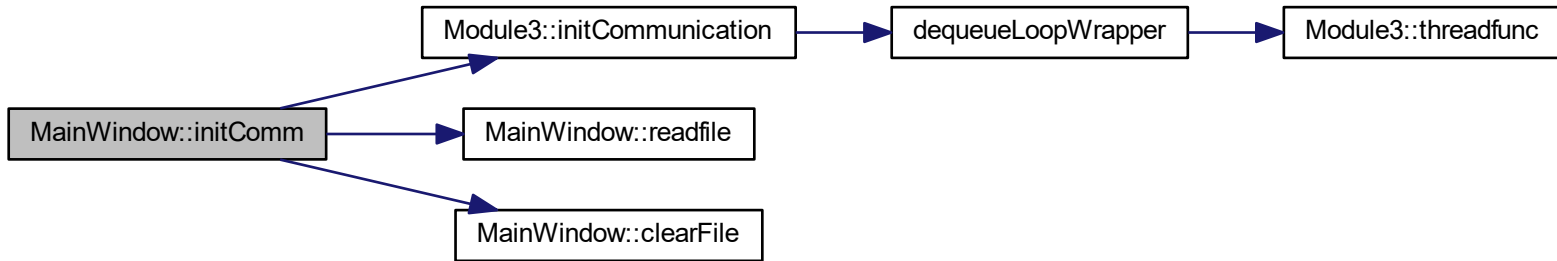 Module3::initCommunication
dequeueLoopWrapper
Module3::threadfunc
MainWindow::initComm
MainWindow::readfile
MainWindow::clearFile